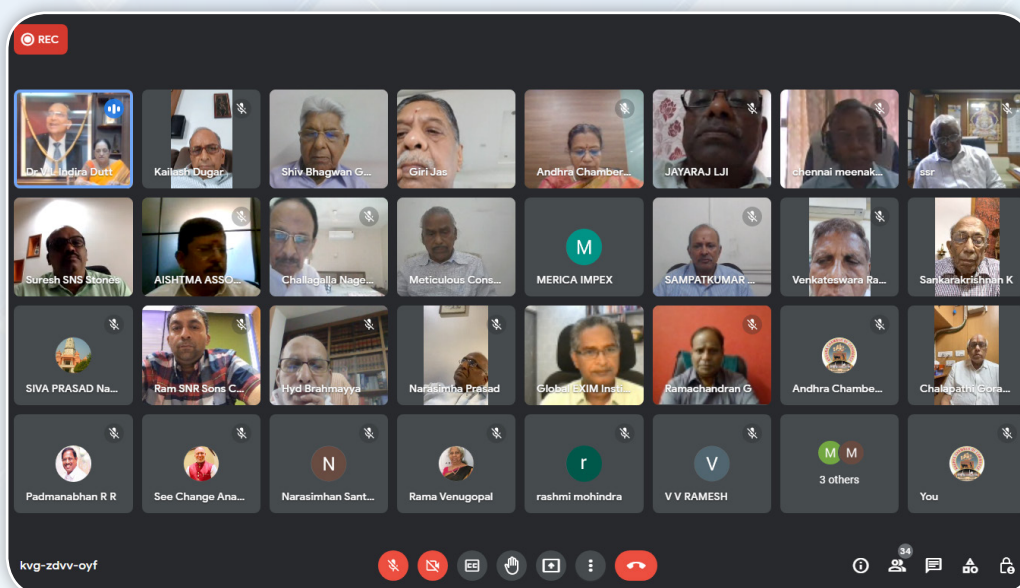 REC
Dr V L Indira Dutt
Kailash Dugar
Shiv Bhagwan G...
Giri Jas
Andhra Chamber...
JAYARAJ LJI
chennai meenak...
ssr
Suresh SNS Stones
AISHTMA ASSO...
Challagalla Nage...
Meticulous Cons...
M
MERICA IMPEX
SAMPATKUMAR ...
Venkateswara Ra...
Sankarakrishnan K
SIVA PRASAD Na...
Ram SNR Sons C...
Hyd Brahmayya
Narasimha Prasad
Global EXIM Insti...
Ramachandran G
Andhra Chambe...
Chalapathi Gora...
Padmanabhan R R
See Change Ana...
N
Narasimhan Sant...
Rama Venugopal
r
rashmi mohindra
V
V V RAMESH
M M
3 others
You
kvg-zdvv-oyf
CC
34